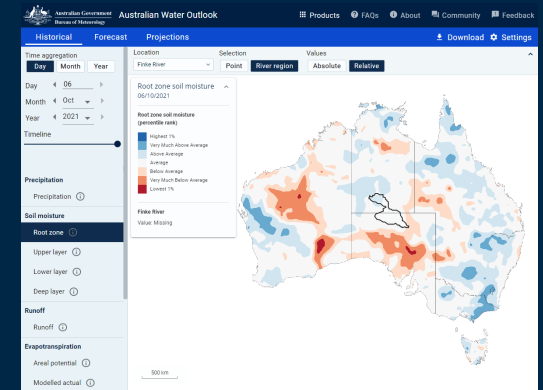 Australian Government
Bureau of Meteorology
Australian Water Outlook
Products
FAQs
About
Community
Feedback
Historical
Forecast
Projections
Download
Settings
Time aggregation
Day
Month
Year
Day
06
Month
Oct
Year
2021
Timeline
Precipitation
Precipitation
Soil moisture
Root zone
Upper layer
Lower layer
Deep layer
Runoff
Runoff
Evapotranspiration
Areal potential
Modelled actual
Location
Finke River
Selection
Point
River region
Values
Absolute
Relative
Root zone soil moisture
06/10/2021
Root zone soil moisture
(percentile rank)
Highest 1%
Very Much Above Average
Above Average
Average
Below Average
Very Much Below Average
Lowest 1%
Finke River
Value: Missing
500 km